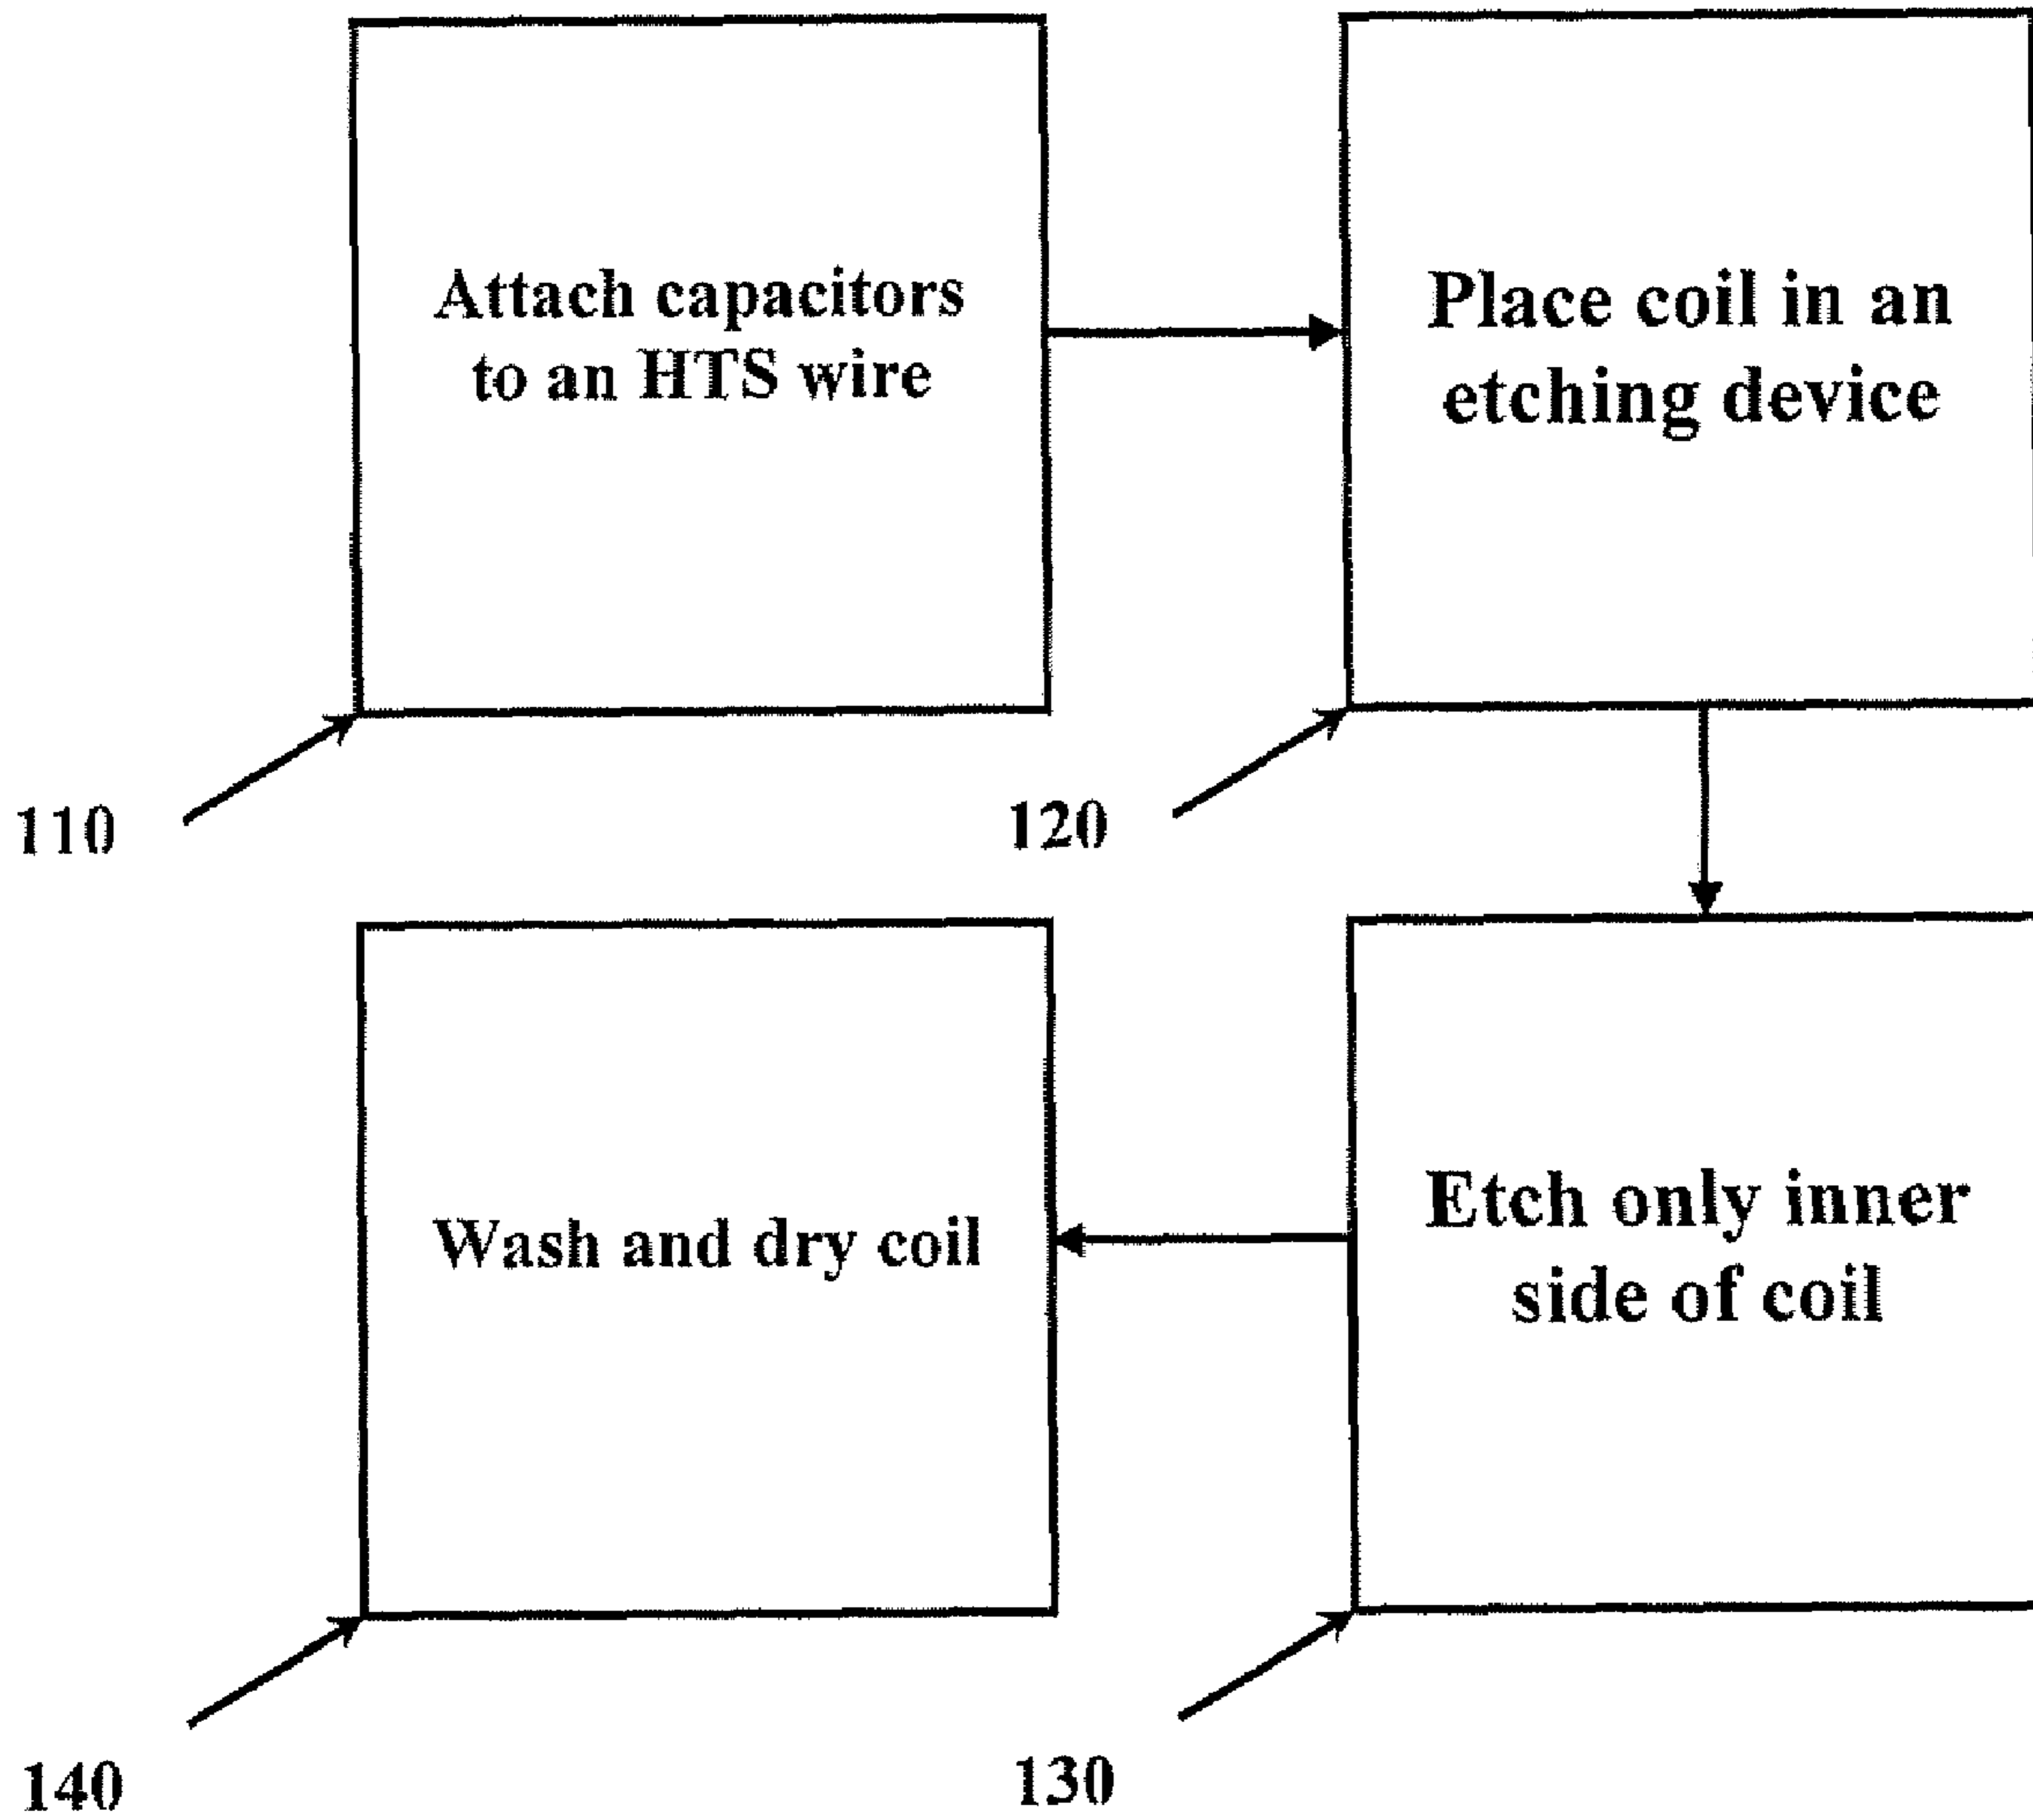 Attach capacitors
to an HTS wire
Place coil in an
etching device
110
120
Wash and dry coil
Etch only inner
side of coil
140
130